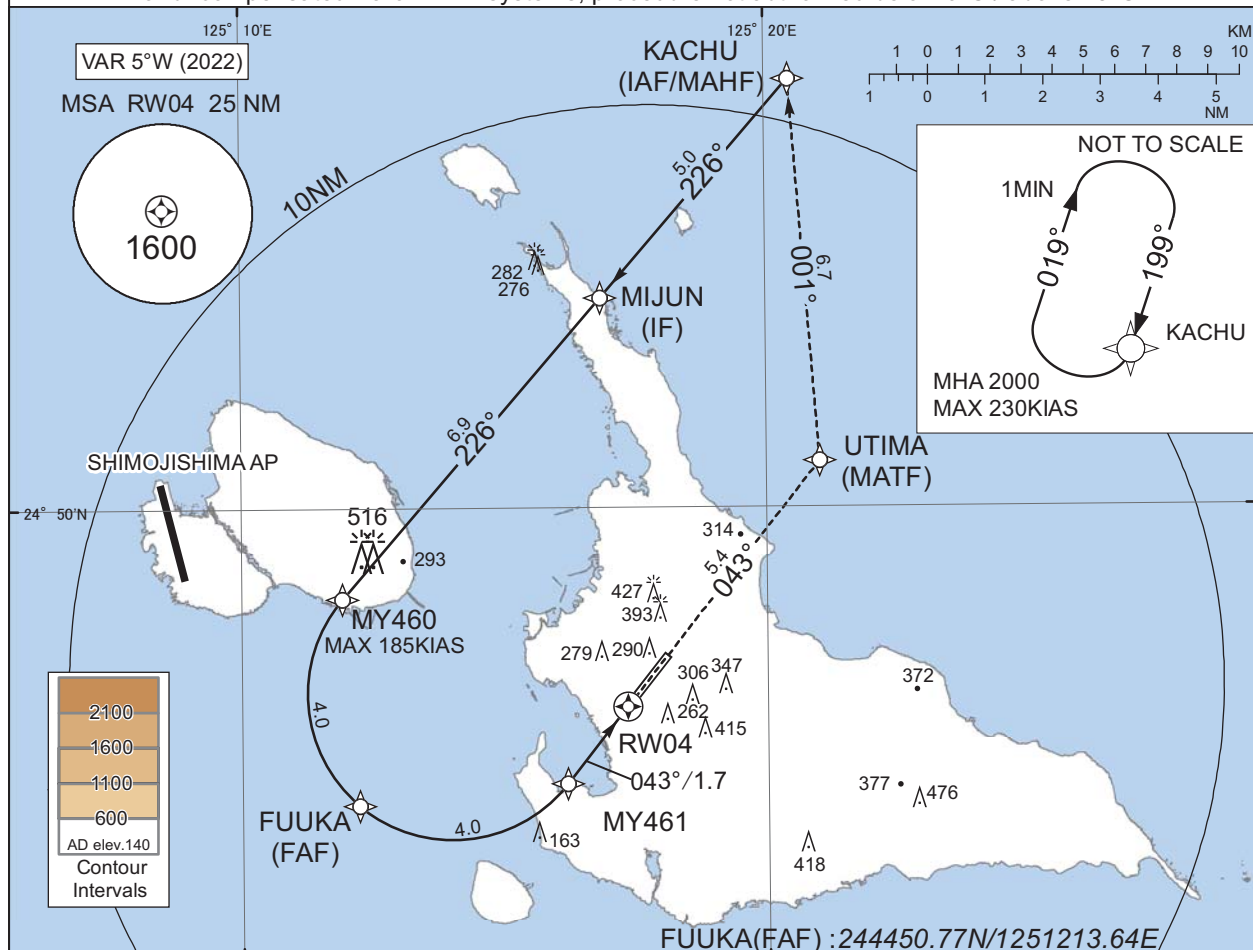 125° 10'
125° 20'
VAR 5°W (2022)
MSA RW04 25 NM
1600
10NM
KACHU
(IAF/MAHF)
1 0 1 2 3 4 5 6 7 8 9 10
KM
1 0 1 2 3 4 5
NM
NOT TO SCALE
1MIN
019°
199°
KACHU
MHA 2000
MAX 230KIAS
5.0
226°
6.7
001°
282
276
MIJUN
(IF)
6.9
226°
UTIMA
(MATF)
SHIMOJISHIMA AP
24° 50'N
516
293
314
5.4
043°
427
393
MY460
MAX 185KIAS
279
290
306
347
372
262
415
RW04
4.0
043°/1.7
377
476
2100
1600
1100
600
AD elev.140
Contour
Intervals
FUUKA
(FAF)
4.0
MY461
163
418
FUUKA(FAF) :244450.77N/1251213.64E